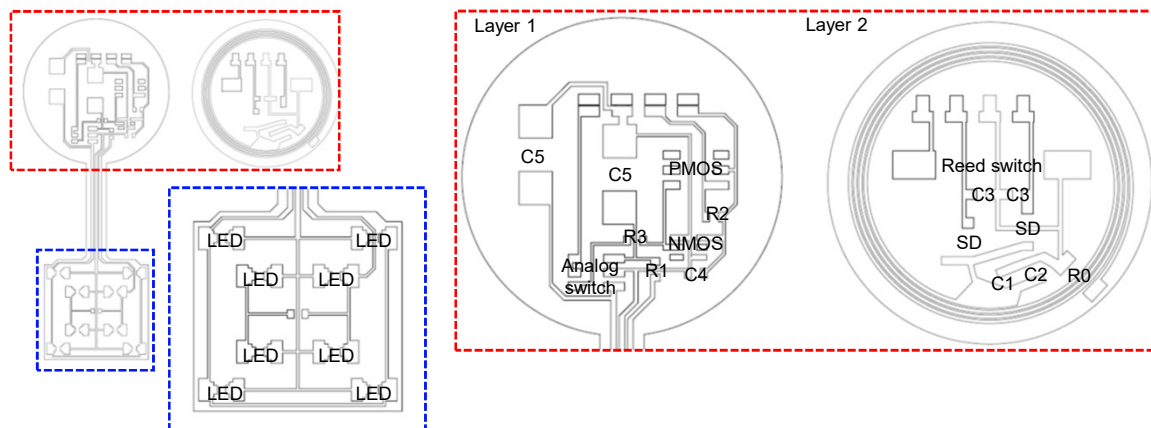 Layer 1
Layer 2
C5
C5
PMOS
R2
R3
NMOS
Analog
switch
R1
C4
Reed switch
C3
C3
SD
SD
C1
C2
R0
LED
LED
LED
LED
LED
LED
LED
LED